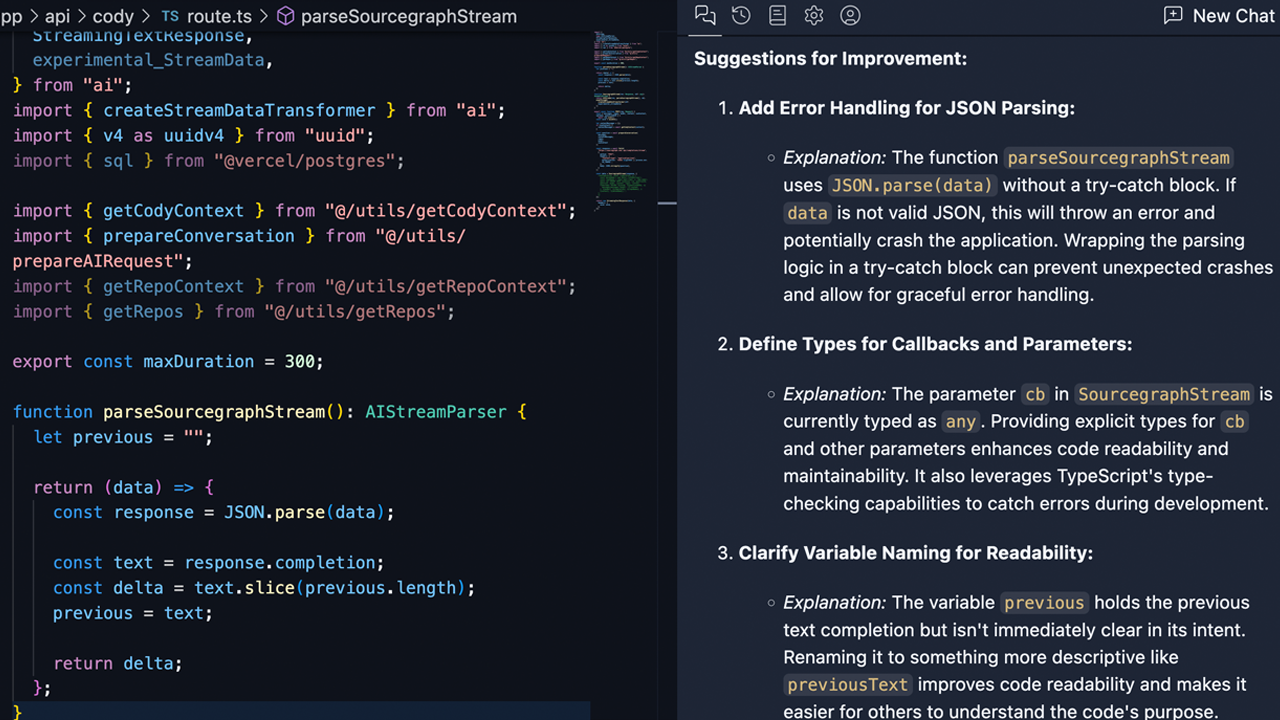 pp > api > cody > TS route.ts > parseSourcegraphStream
StreamingTextResponse,
experimental_StreamData,
} from "ai";
import { createStreamDataTransformer } from "ai";
import { v4 as uuidv4 } from "uuid";
import { sql } from "@vercel/postgres";
import { getCodyContext } from "@/utils/getCodyContext";
import { prepareConversation } from "@/utils/
prepareAIRequest";
import { getRepoContext } from "@/utils/getRepoContext";
import { getRepos } from "@/utils/getRepos";
export const maxDuration = 300;
function parseSourcegraphStream(): AIStreamParser {
let previous = "";
return (data) => {
const response = JSON.parse(data);
const text = response.completion;
const delta = text.slice(previous.length);
previous = text;
return delta;
};
}
New Chat
Suggestions for Improvement:
1. Add Error Handling for JSON Parsing:
Explanation: The function parseSourcegraphStream
uses JSON.parse(data) without a try-catch block. If
data is not valid JSON, this will throw an error and
potentially crash the application. Wrapping the parsing
logic in a try-catch block can prevent unexpected crashes
and allow for graceful error handling.
2. Define Types for Callbacks and Parameters:
Explanation: The parameter cb in SourcegraphStream is
currently typed as any. Providing explicit types for cb
and other parameters enhances code readability and
maintainability. It also leverages TypeScript's type-
checking capabilities to catch errors during development.
3. Clarify Variable Naming for Readability:
Explanation: The variable previous holds the previous
text completion but isn't immediately clear in its intent.
Renaming it to something more descriptive like
previousText improves code readability and makes it
easier for others to understand the code's purpose.